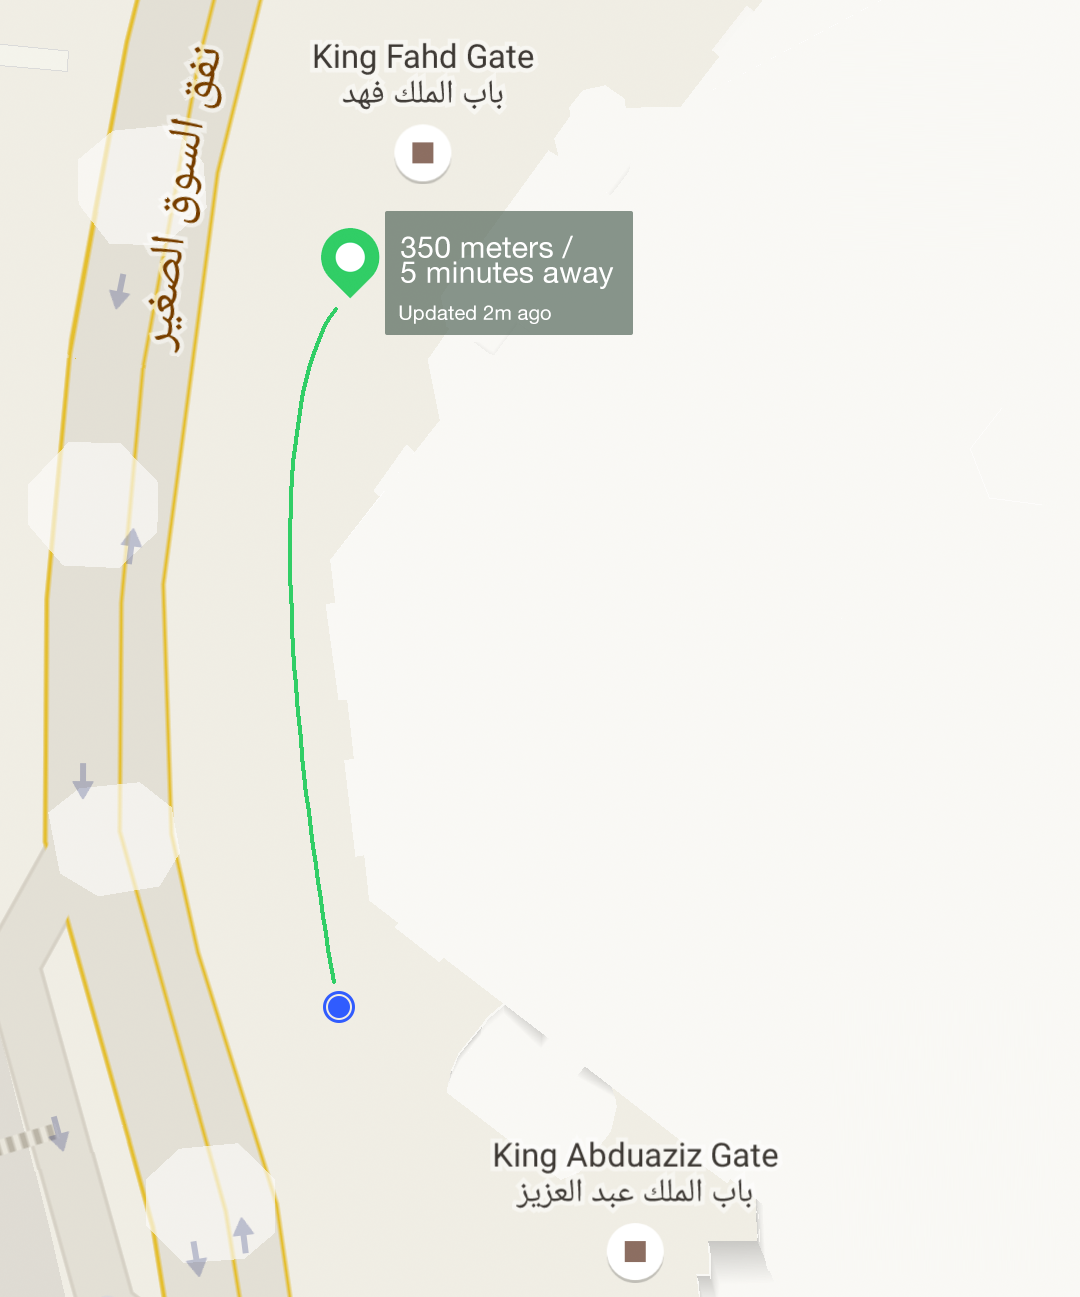 King Fahd Gate
باب الملك فهد
نفق السوق الصغير
350 meters /
5 minutes away
Updated 2m ago
King Abduaziz Gate
باب الملك عبد العزيز